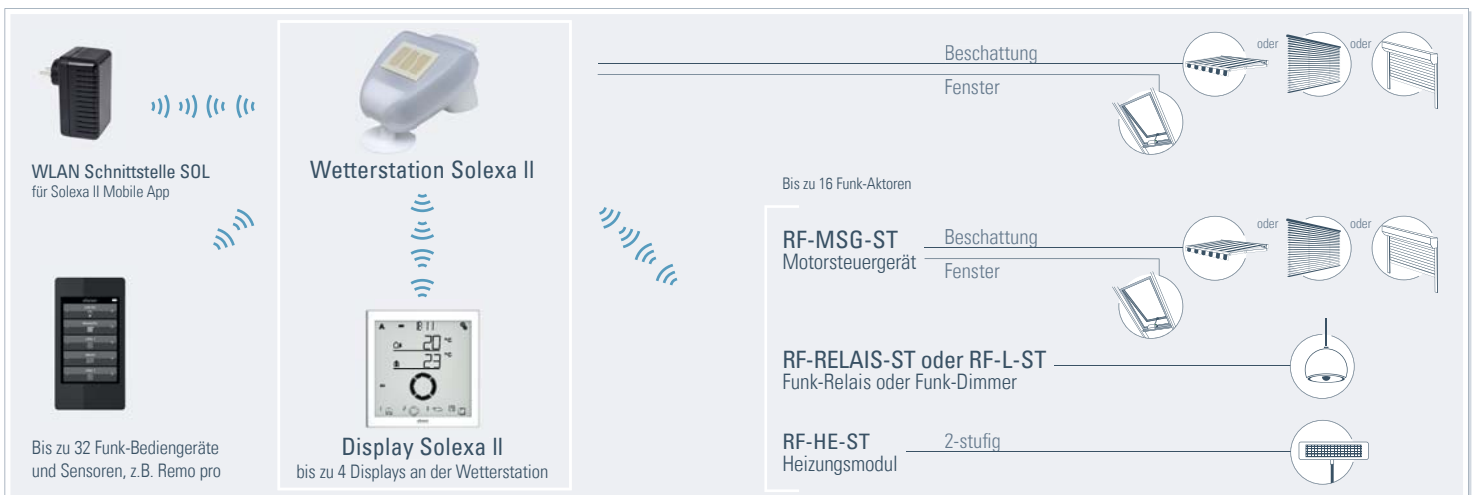 WLAN Schnittstelle SOL
für Solexa II Mobile App
Bis zu 32 Funk-Bediengeräte
und Sensoren, z.B. Remo pro
Wetterstation Solexa II
Display Solexa II
bis zu 4 Displays an der Wetterstation
Beschattung
Fenster
oder
oder
Bis zu 16 Funk-Aktoren
RF-MSG-ST
Motorsteuergerät
Beschattung
Fenster
oder
oder
RF-RELAIS-ST oder RF-L-ST
Funk-Relais oder Funk-Dimmer
RF-HE-ST
Heizungsmodul
2-stufig